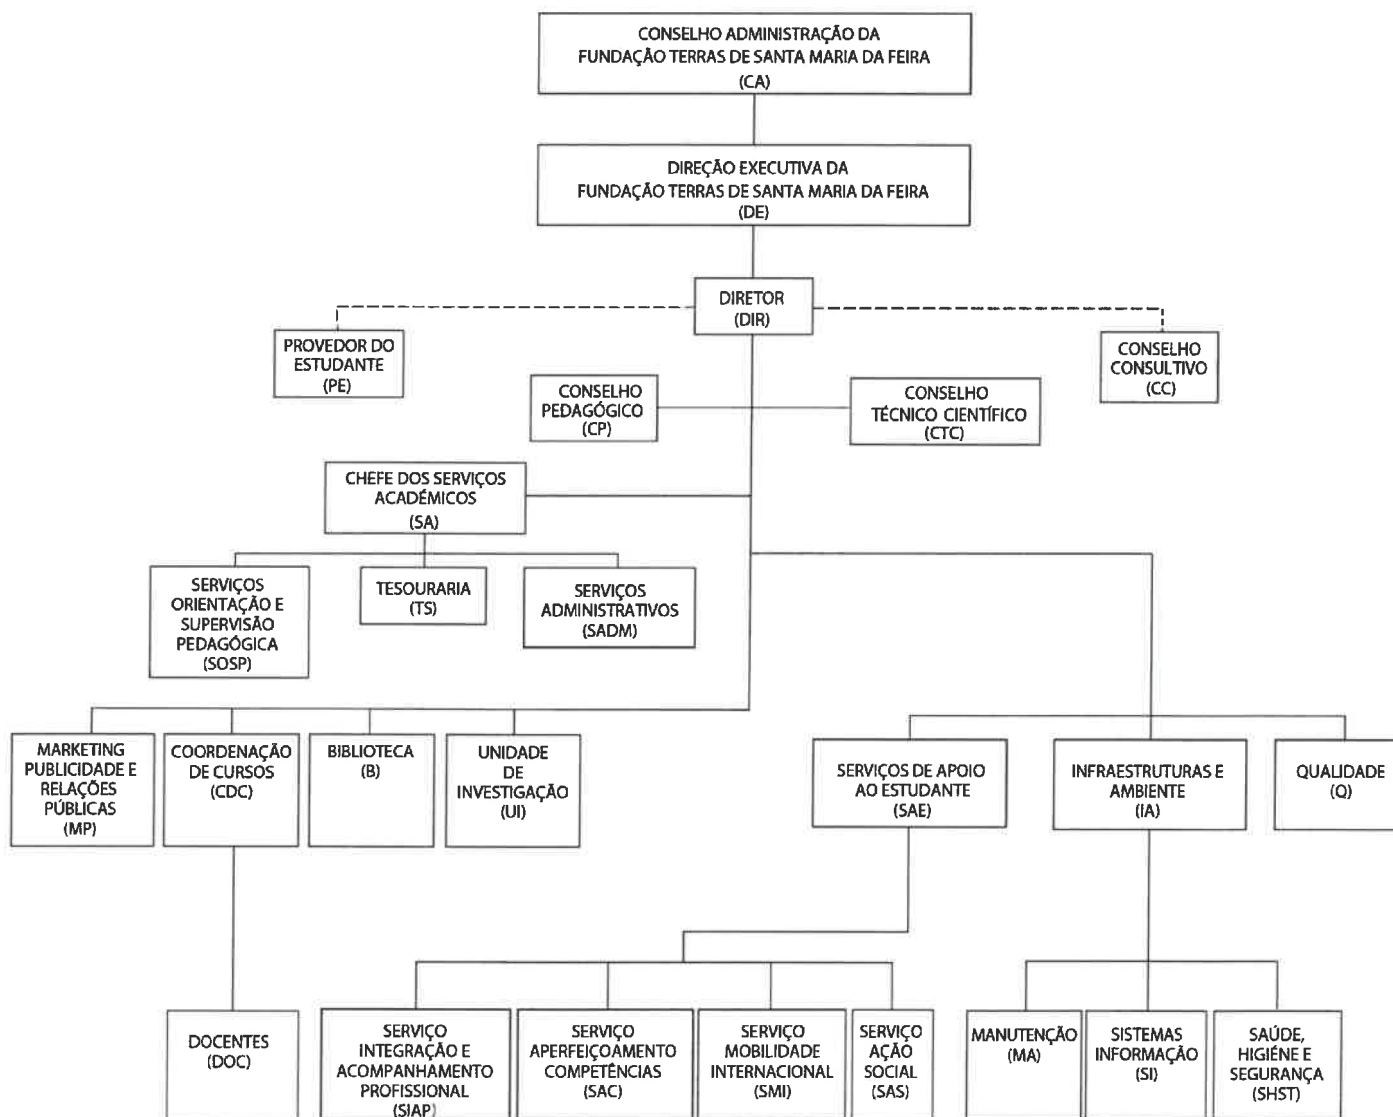 CONSELHO ADMINISTRAÇÃO DA
FUNDAÇÃO TERRAS DE SANTA MARIA DA FEIRA
(CA)
DIREÇÃO EXECUTIVA DA
FUNDAÇÃO TERRAS DE SANTA MARIA DA FEIRA
(DE)
DIRETOR
(DIR)
PROVEDOR DO
ESTUDANTE
(PE)
CONSELHO
CONSULTIVO
(CC)
CONSELHO
PEDAGÓGICO
(CP)
CONSELHO
TÉCNICO CIENTÍFICO
(CTC)
CHEFE DOS SERVIÇOS
ACADÉMICOS
(SA)
SERVIÇOS
ORIENTAÇÃO E
SUPERVISÃO
PEDAGÓGICA
(SOSP)
TESOURARIA
(TS)
SERVIÇOS
ADMINISTRATIVOS
(SADM)
MARKETING
PUBLICIDADE E
RELAÇÕES
PÚBLICAS
(MP)
COORDENAÇÃO
DE CURSOS
(CDC)
BIBLIOTECA
(B)
UNIDADE
DE
INVESTIGAÇÃO
(UI)
SERVIÇOS DE APOIO
AO ESTUDANTE
(SAE)
INFRAESTRUTURAS E
AMBIENTE
(IA)
QUALIDADE
(Q)
DOCENTES
(DOC)
SERVIÇO
INTEGRAÇÃO E
ACOMPANHAMENTO
PROFISSIONAL
(SIAP)
SERVIÇO
APERFEIÇOAMENTO
COMPETÊNCIAS
(SAC)
SERVIÇO
MOBILIDADE
INTERNACIONAL
(SMI)
SERVIÇO
AÇÃO
SOCIAL
(SAS)
MANUTENÇÃO
(MA)
SISTEMAS
INFORMAÇÃO
(SI)
SAÚDE,
HIGIÉNE E
SEGURANÇA
(SHST)